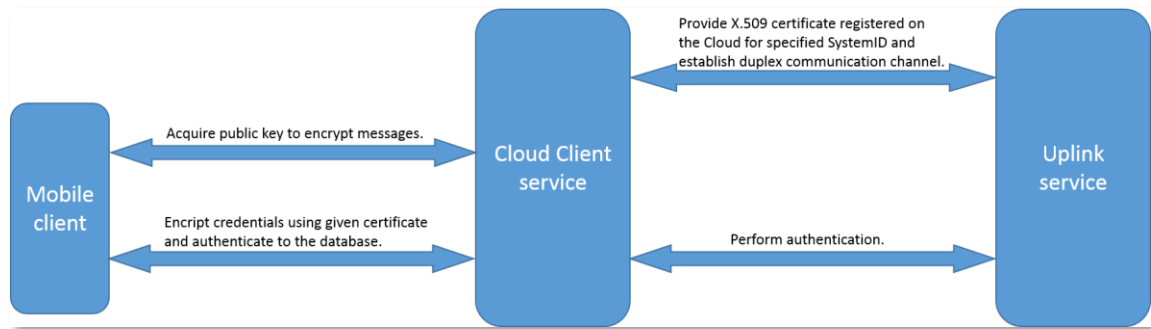 Provide X.509 certificate registered on
the Cloud for specified SystemID and
establish duplex communication channel.
Acquire public key to encrypt messages.
Cloud Client
service
Uplink
service
Mobile
client
Encript credentials using given certificate
and authenticate to the database.
Perform authentication.